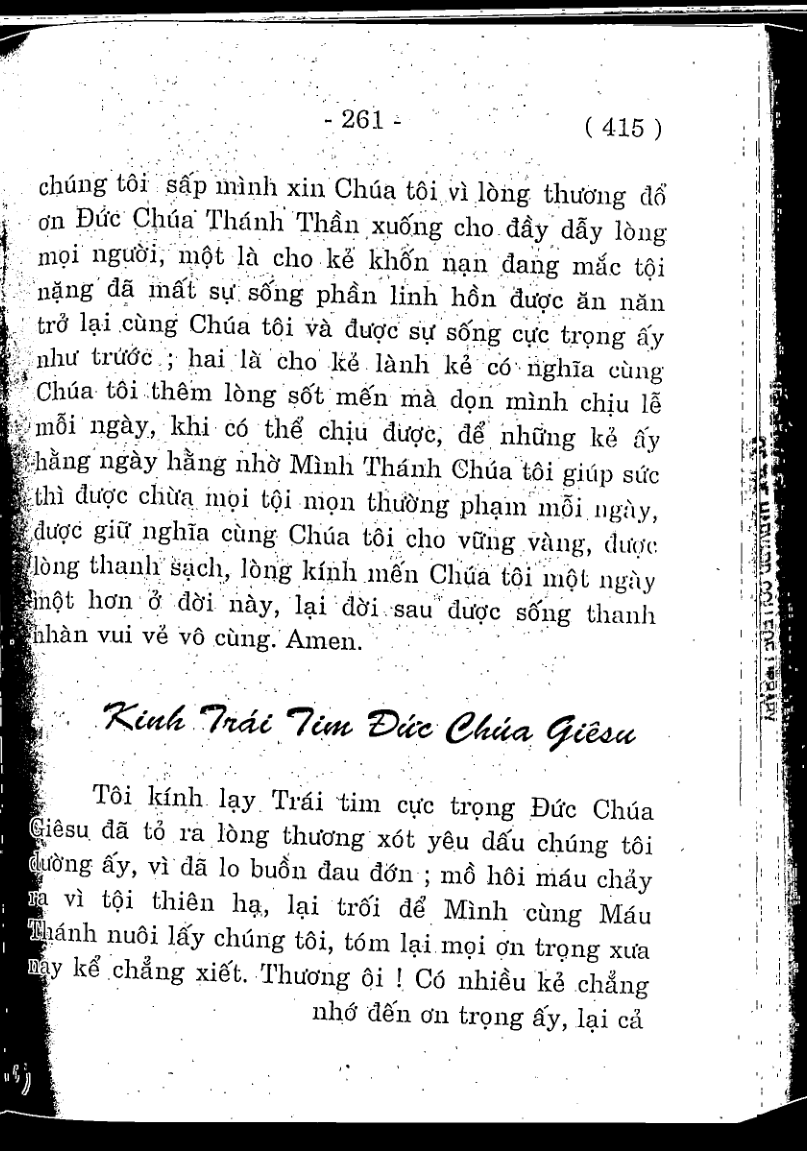 - 261 -
( 415 )
chúng tôi sấp mình xin Chúa tôi vì lòng thương đổ
ơn Đức Chúa Thánh Thần xuống cho đầy dẫy lòng
mọi người, một là cho kẻ khốn nạn đang mắc tội
nặng đã mất sự sống phần linh hồn được ăn năn
trở lại cùng Chúa tôi và được sự sống cực trọng ấy
như trước ; hai là cho kẻ lành kẻ có nghĩa cùng
Chúa tôi thêm lòng sốt mến mà dọn mình chịu lễ
mỗi ngày, khi có thể chịu được, để những kẻ ấy
hằng ngày hằng nhờ Mình Thánh Chúa tôi giúp sức
thì được chừa mọi tội mọn thường phạm mỗi ngày,
được giữ nghĩa cùng Chúa tôi cho vững vàng, được
lòng thanh sạch, lòng kính mến Chúa tôi một ngày
một hơn ở đời này, lại đời sau được sống thanh
nhàn vui vẻ vô cùng. Amen.
Kinh Trái Tim Đức Chúa Giêsu
Tôi kính lạy Trái tim cực trọng Đức Chúa
Giêsu đã tỏ ra lòng thương xót yêu dấu chúng tôi
dường ấy, vì đã lo buồn đau đớn ; mồ hôi máu chảy
ra vì tội thiên hạ, lại trối để Mình cùng Máu
Thánh nuôi lấy chúng tôi, tóm lại mọi ơn trọng xưa
nay kể chẳng xiết. Thương ôi ! Có nhiều kẻ chẳng
nhớ đến ơn trọng ấy, lại cả
COLLEGE LIBRARY